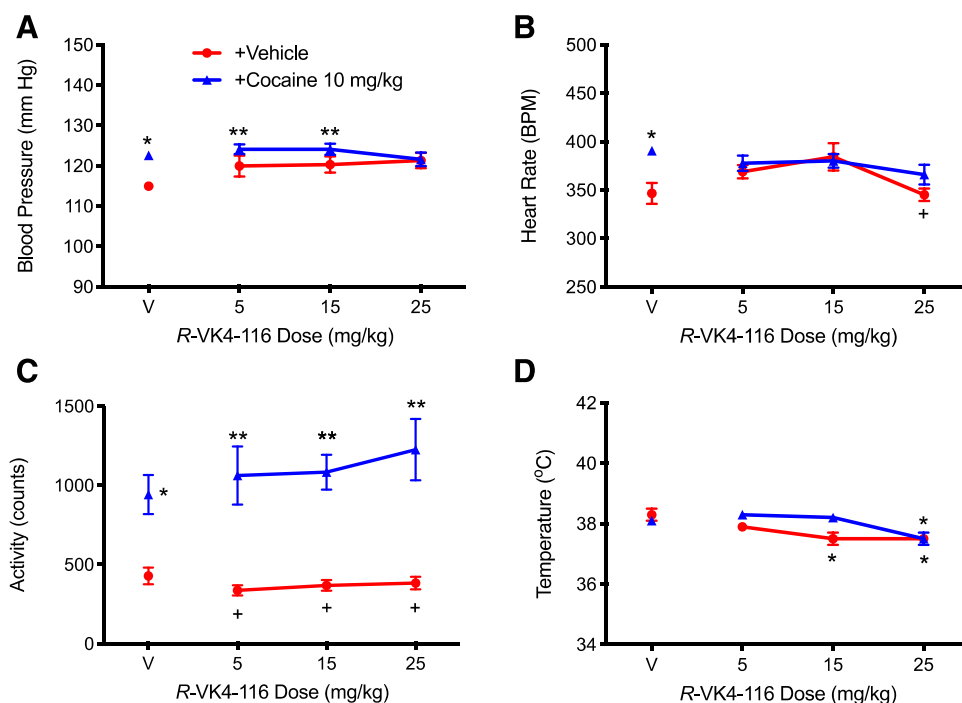 A
+Vehicle
+Cocaine 10 mg/kg
Blood Pressure (mm Hg)
150
140
130
120
110
100
90
*
**
**
V
5
15
25
R-VK4-116 Dose (mg/kg)
B
Heart Rate (BPM)
500
450
400
350
300
250
*
+
V
5
15
25
R-VK4-116 Dose (mg/kg)
C
Activity (counts)
1500
1000
500
0
*
**
**
**
+
+
+
V
5
15
25
R-VK4-116 Dose (mg/kg)
D
Temperature (ºC)
42
40
38
36
34
*
*
*
V
5
15
25
R-VK4-116 Dose (mg/kg)